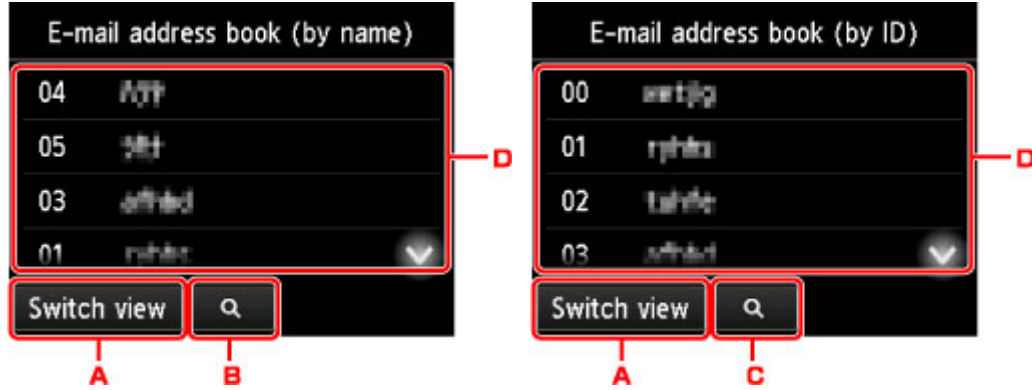 E-mail address book (by name)
04
05
D
03
01
Switch view
A
B
E-mail address book (by ID)
00
01
D
02
03
Switch view
A
C